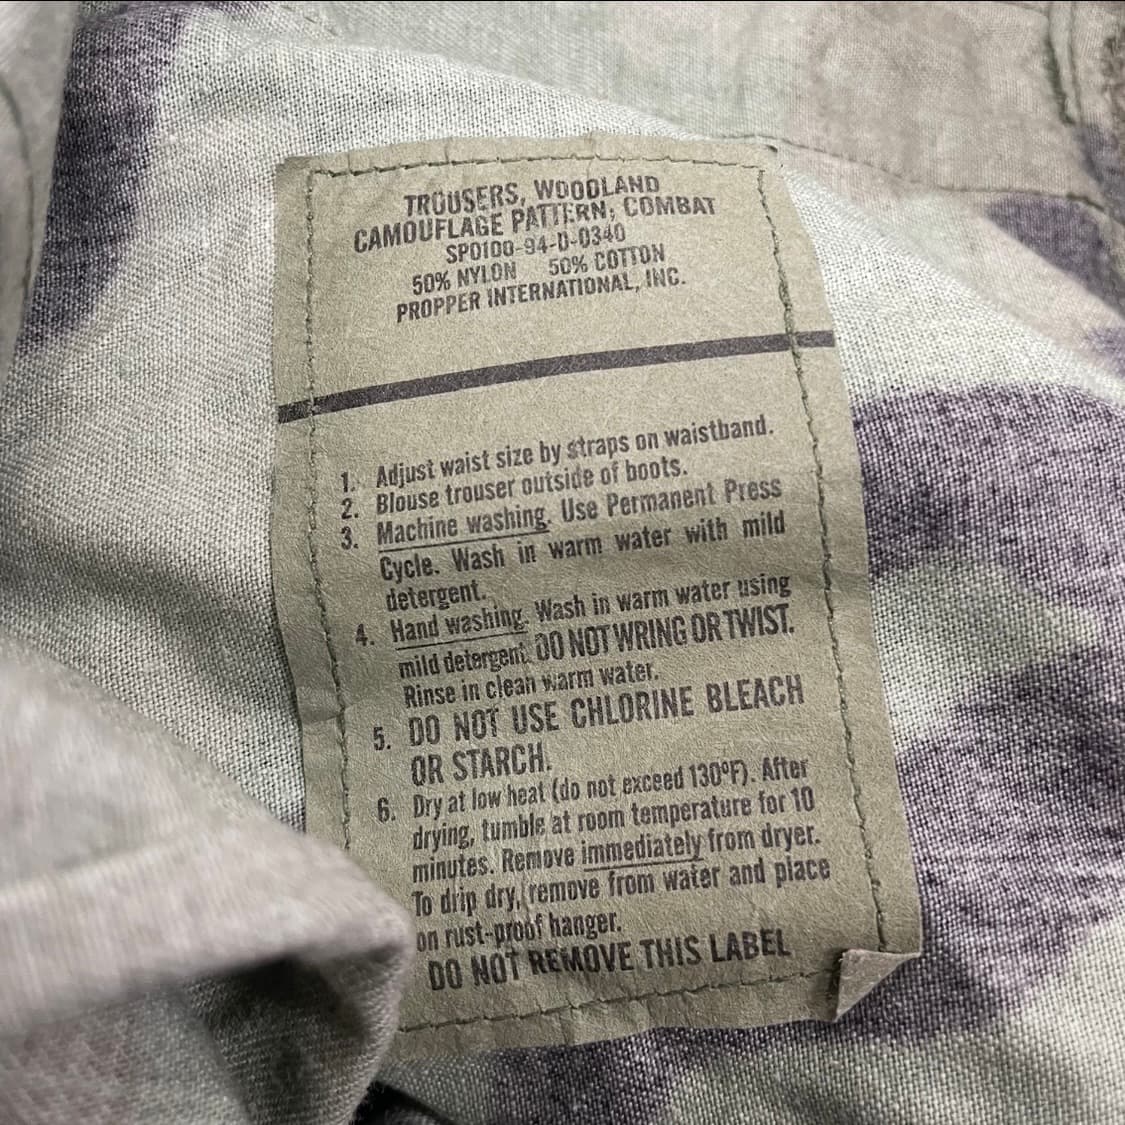 TROUSERS, WOODLAND
CAMOUFLAGE PATTERN; COMBAT
SPO100-94-D-0340
50% NYLON 50% COTTON
PROPPER INTERNATIONAL, INC.
1. Adjust waist size by straps on waistband.
2. Blouse trouser outside of boots.
3. Machine washing. Use Permanent Press
Cycle. Wash in warm water with mild
detergent.
4. Hand washing. Wash in warm water using
mild detergent. DO NOT WRING OR TWIST.
Rinse in clean warm water.
5. DO NOT USE CHLORINE BLEACH
OR STARCH.
6. Dry at low heat (do not exceed 130°F). After
drying, tumble at room temperature for 10
minutes. Remove immediately from dryer.
To drip dry, remove from water and place
on rust-proof hanger.
DO NOT REMOVE THIS LABEL